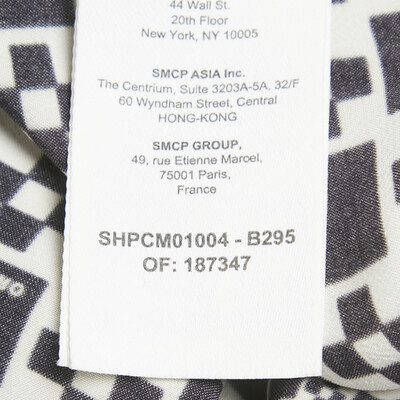 44 Wall St.
20th Floor
New York, NY 10005
SMCP ASIA Inc.
The Centrium, Suite 3203A-5A, 32/F
60 Wyndham Street, Central
HONG-KONG
SMCP GROUP,
49, rue Etienne Marcel,
75001 Paris,
France
SHPCM01004 - B295
OF: 187347